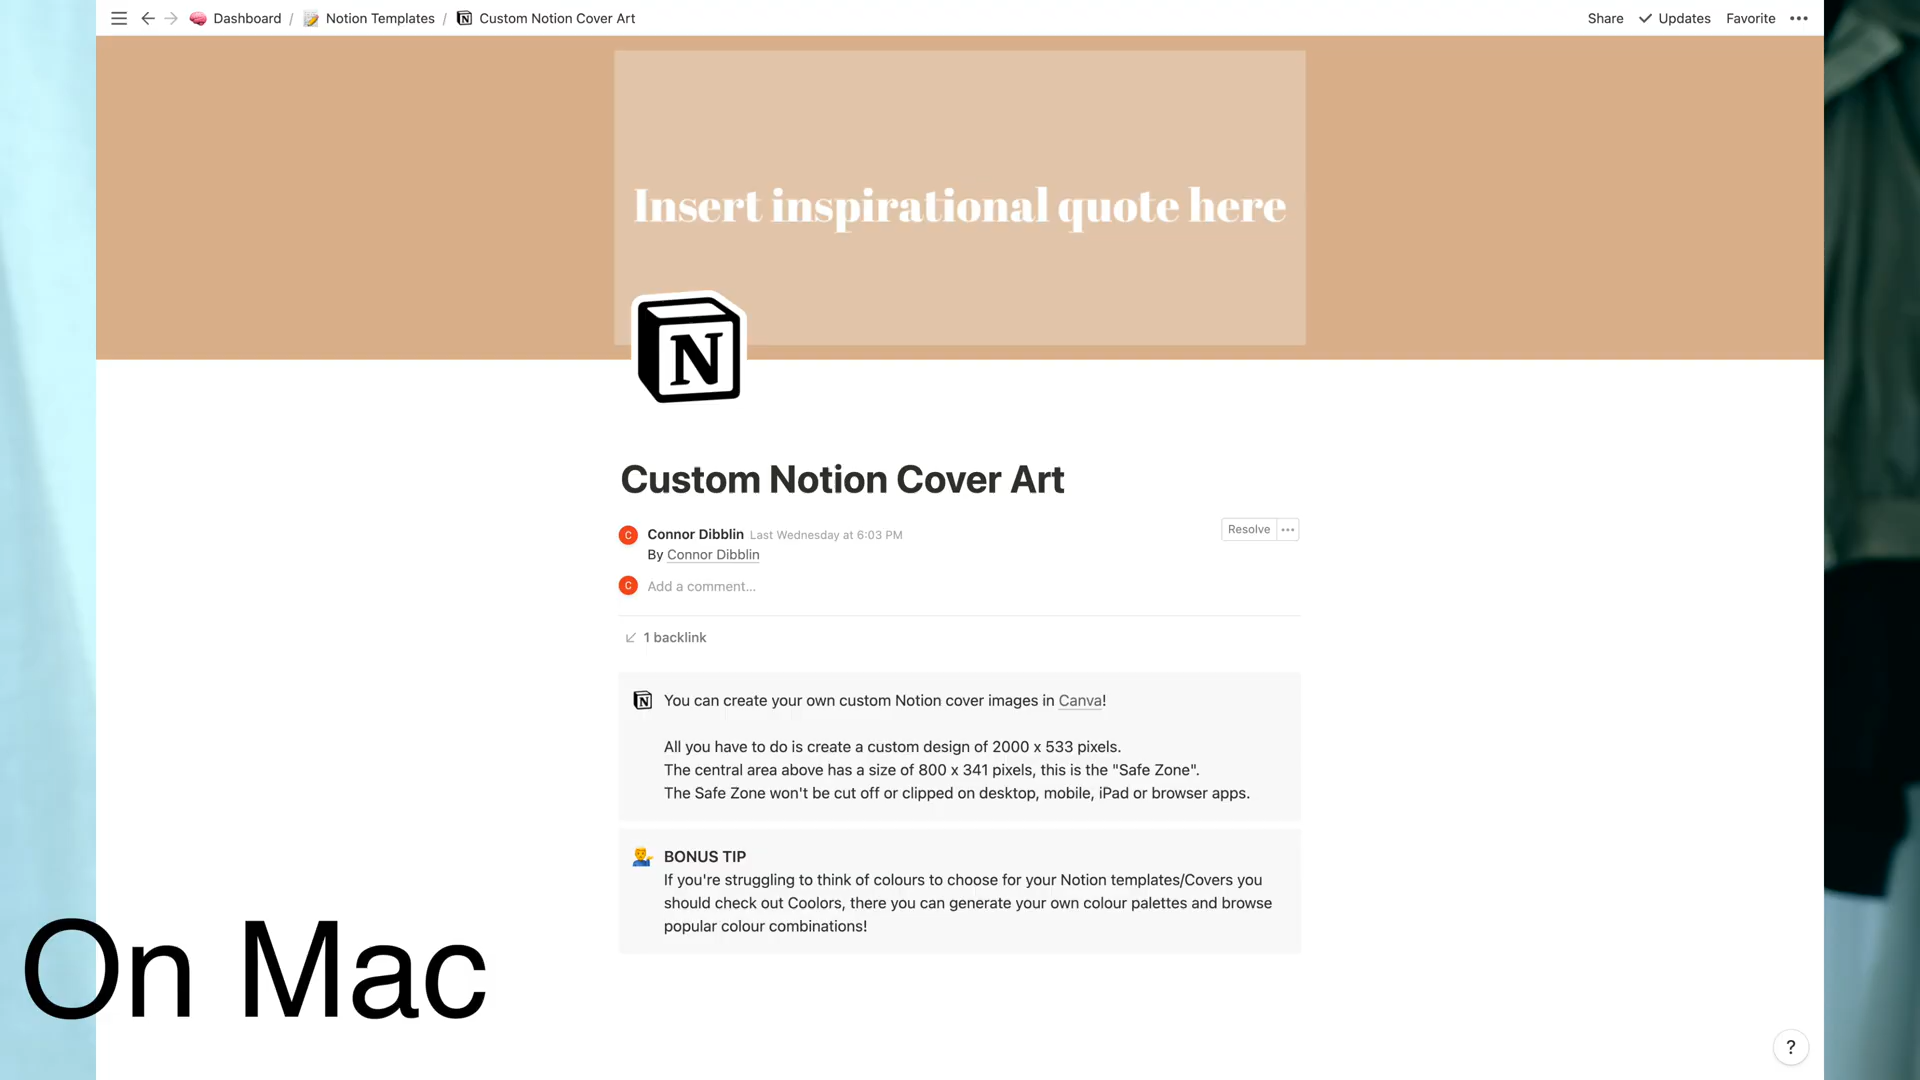 Dashboard / Notion Templates / Custom Notion Cover Art
Share Updates Favorite
Insert inspirational quote here
N
Custom Notion Cover Art
C Connor Dibblin Last Wednesday at 6:03 PM
Resolve
By Connor Dibblin
C Add a comment...
1 backlink
N You can create your own custom Notion cover images in Canva!
All you have to do is create a custom design of 2000 x 533 pixels.
The central area above has a size of 800 x 341 pixels, this is the "Safe Zone".
The Safe Zone won't be cut off or clipped on desktop, mobile, iPad or browser apps.
BONUS TIP
If you're struggling to think of colours to choose for your Notion templates/Covers you
should check out Coolors, there you can generate your own colour palettes and browse
popular colour combinations!
On Mac
?